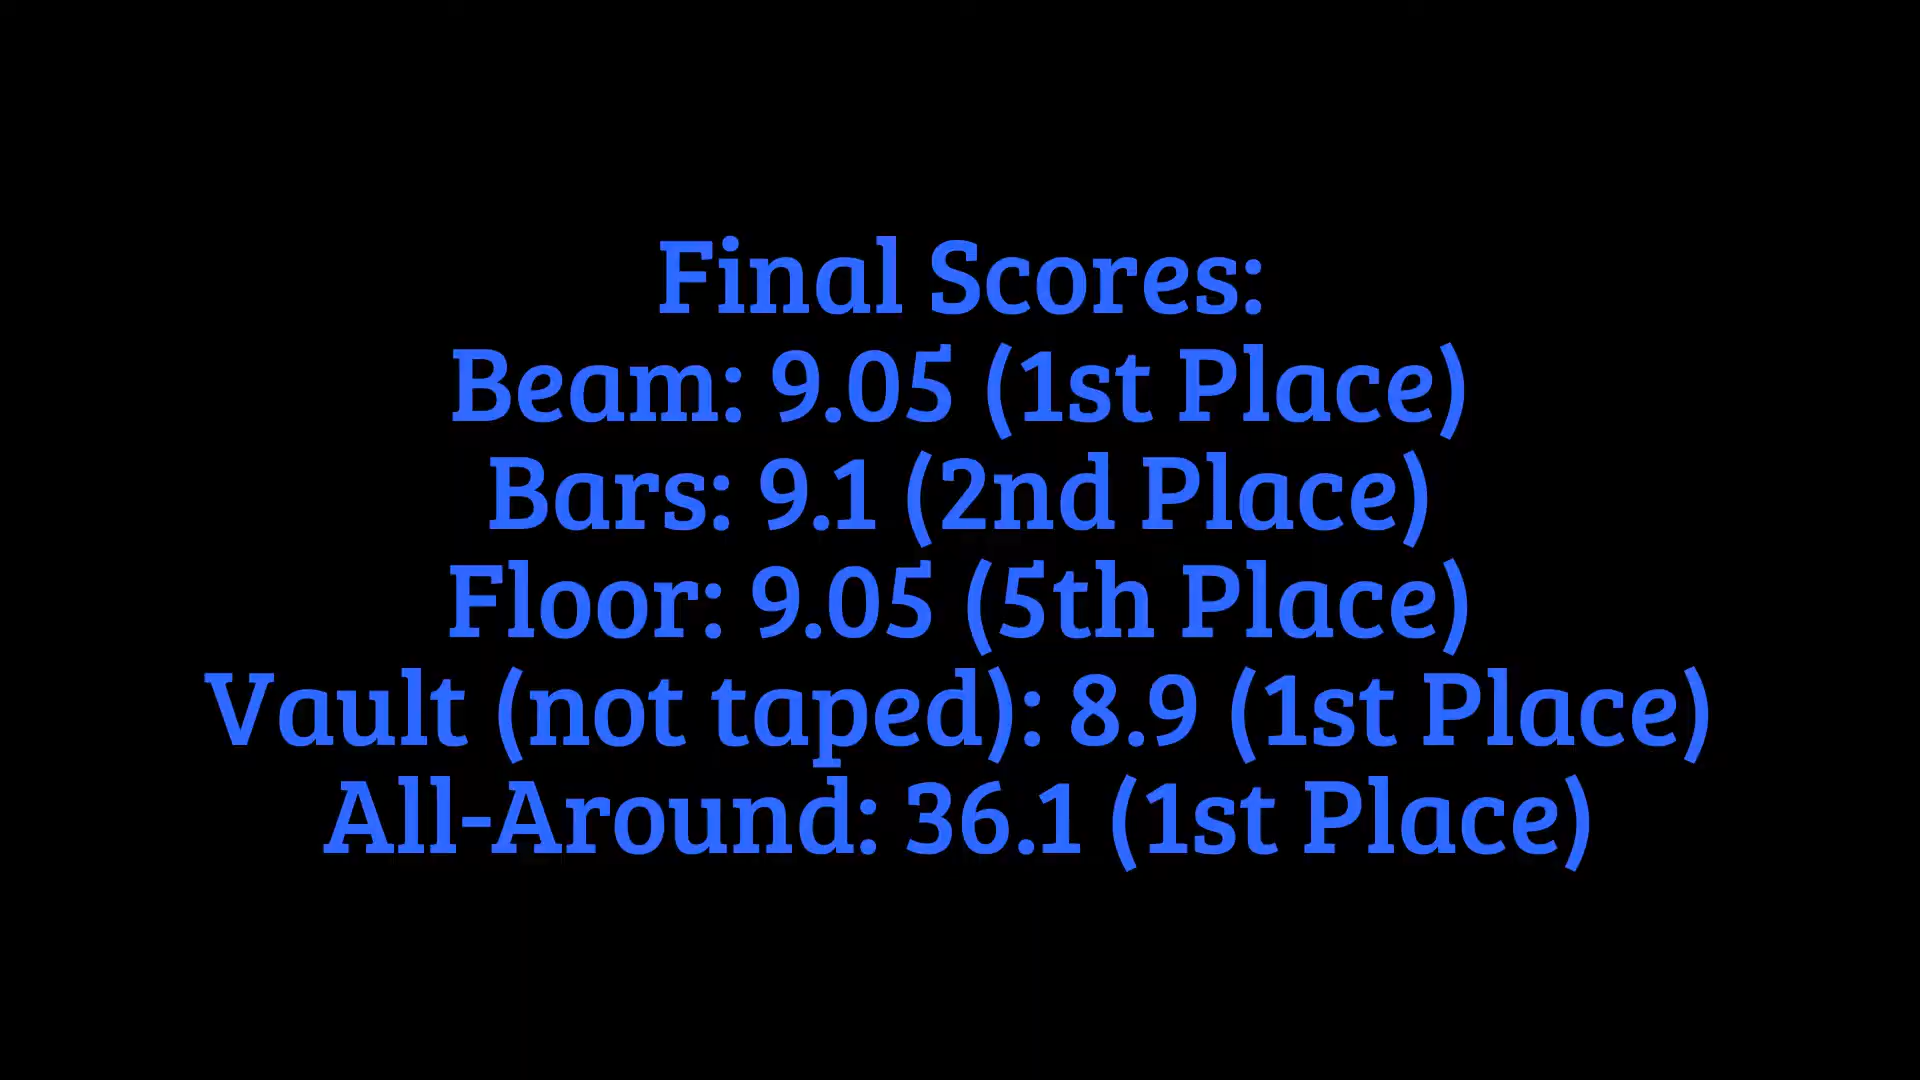 Final Scores:
Beam: 9.05 (1st Place)
Bars: 9.1 (2nd Place)
Floor: 9.05 (5th Place)
Vault (not taped): 8.9 (1st Place)
All-Around: 36.1 (1st Place)